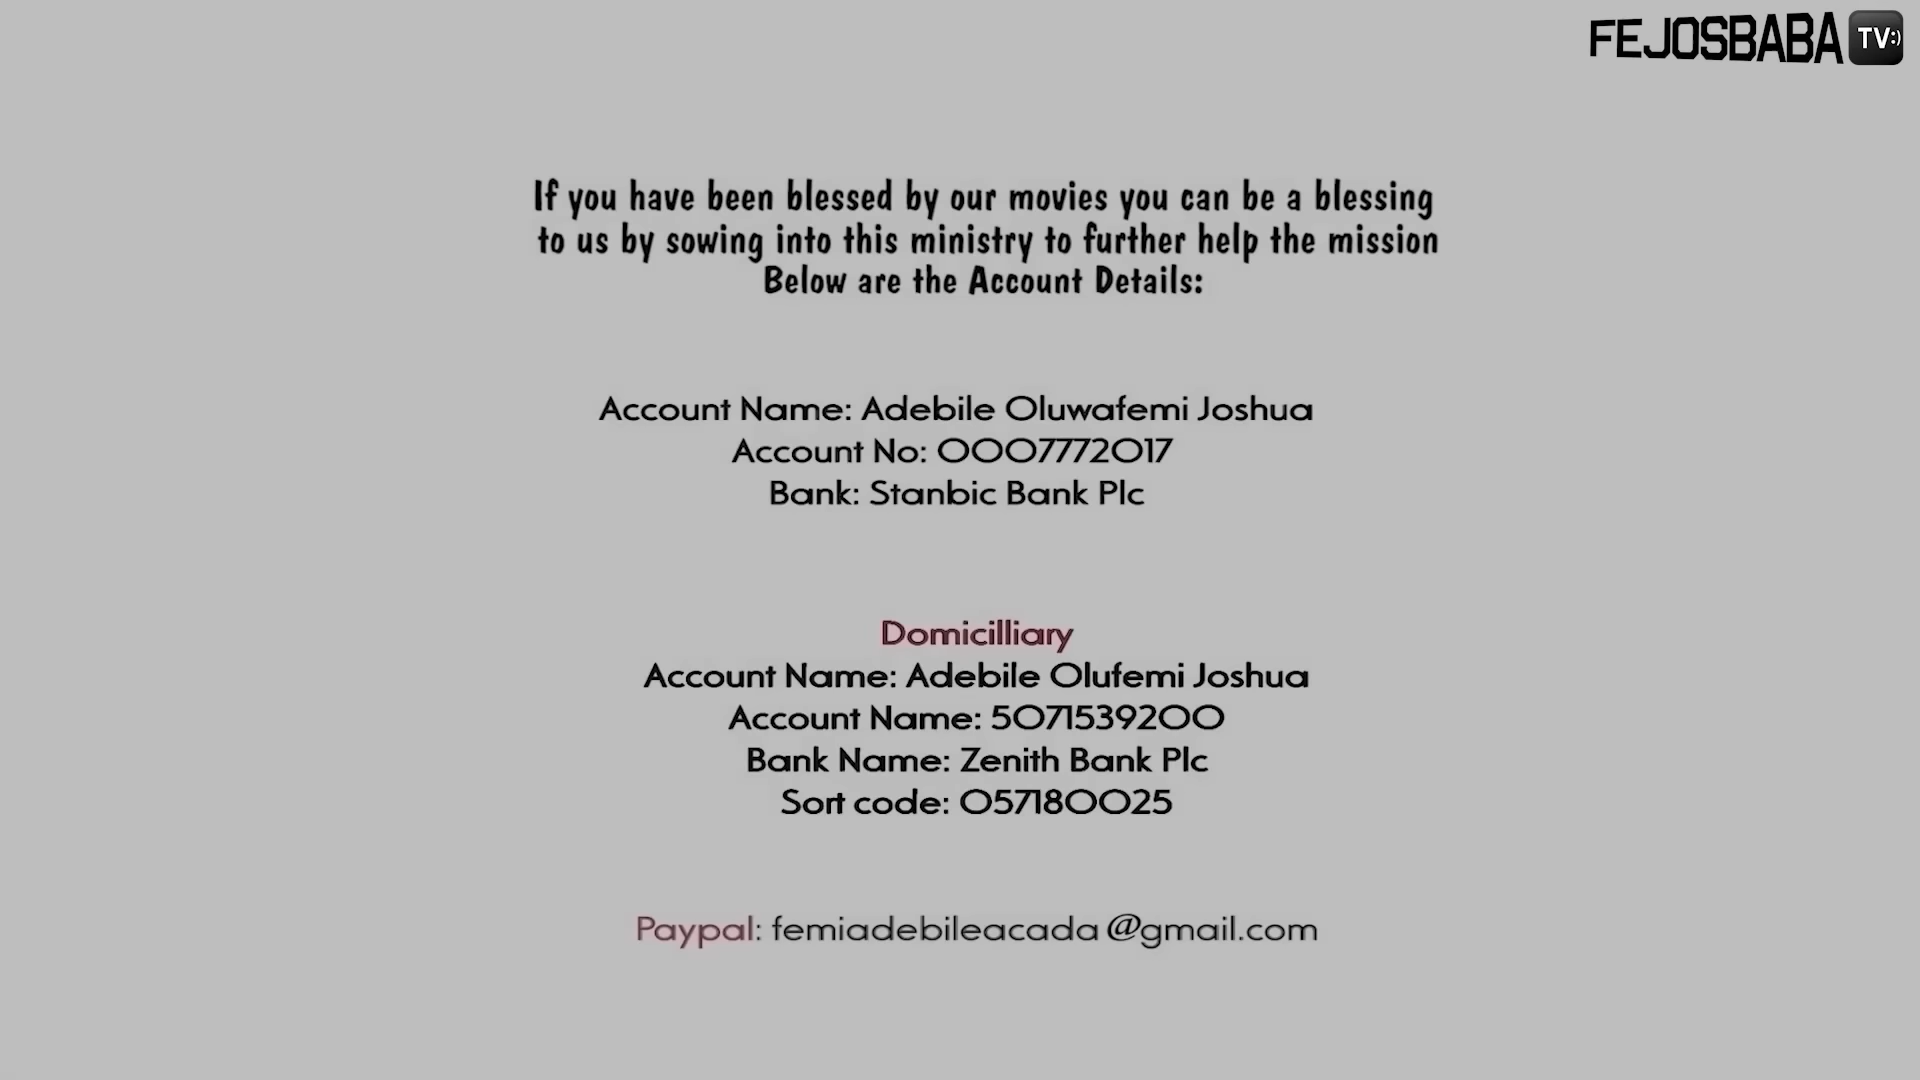 FEJOSBABA TV:)
If you have been blessed by our movies you can be a blessing
to us by sowing into this ministry to further help the mission
Below are the Account Details:
Account Name: Adebile Oluwafemi Joshua
Account No: 0007772017
Bank: Stanbic Bank Plc
Domicilliary
Account Name: Adebile Olufemi Joshua
Account Name: 5071539200
Bank Name: Zenith Bank Plc
Sort code: 057180025
Paypal: femiadebileacada@gmail.com